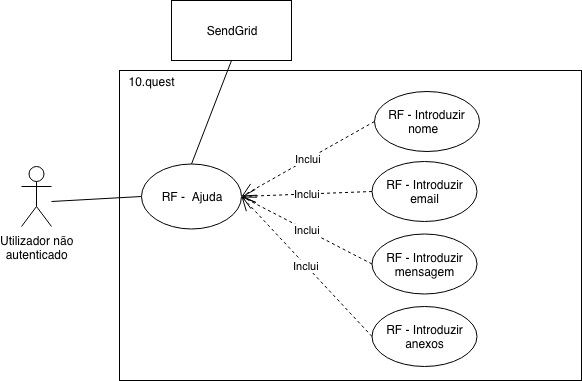 SendGrid
10.quest
RF - Introduzir
nome
Inclui
RF - Ajuda
Inclui
RF - Introduzir
email
Utilizador não
autenticado
Inclui
RF - Introduzir
mensagem
Inclui
RF - Introduzir
anexos